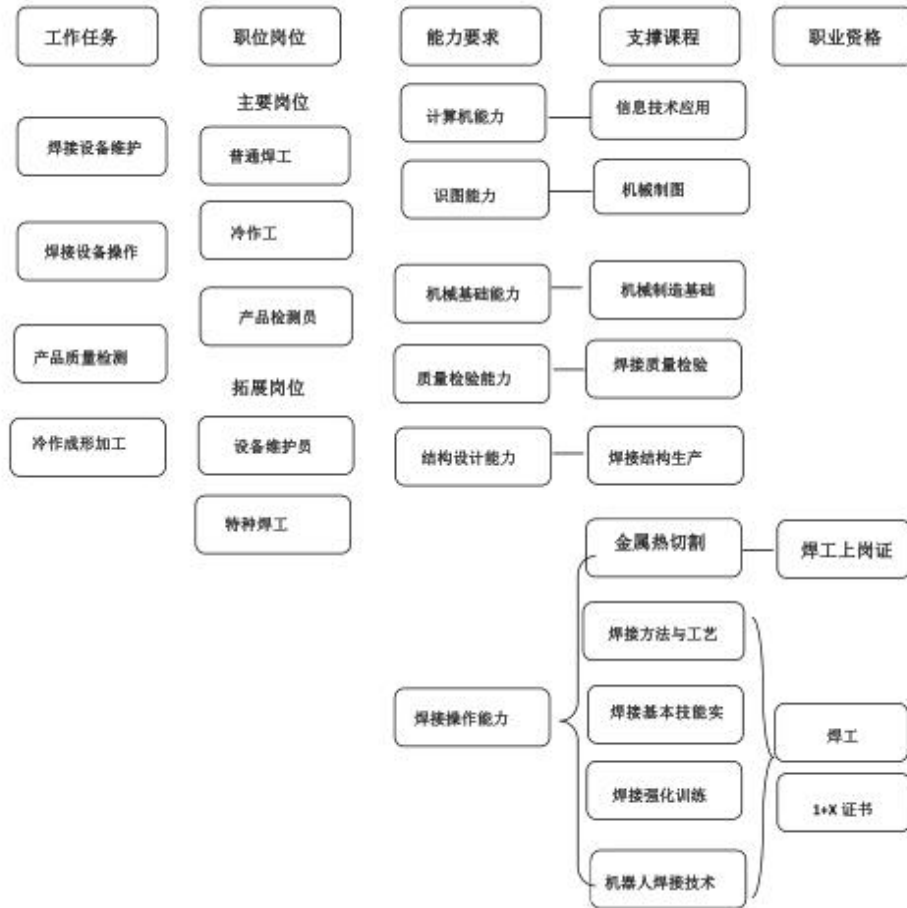 工作任务
职位岗位
能力要求
支撑课程
职业资格
主要岗位
焊接设备维护
普通焊工
计算机能力
信息技术应用
识图能力
机械制图
焊接设备操作
冷作工
机械基础能力
机械制造基础
产品检测员
产品质量检测
质量检验能力
焊接质量检验
拓展岗位
冷作成形加工
设备维护员
结构设计能力
焊接结构生产
特种焊工
金属热切割
焊工上岗证
焊接方法与工艺
焊接操作能力
焊接基本技能实
焊工
焊接强化训练
1+X 证书
机器人焊接技术